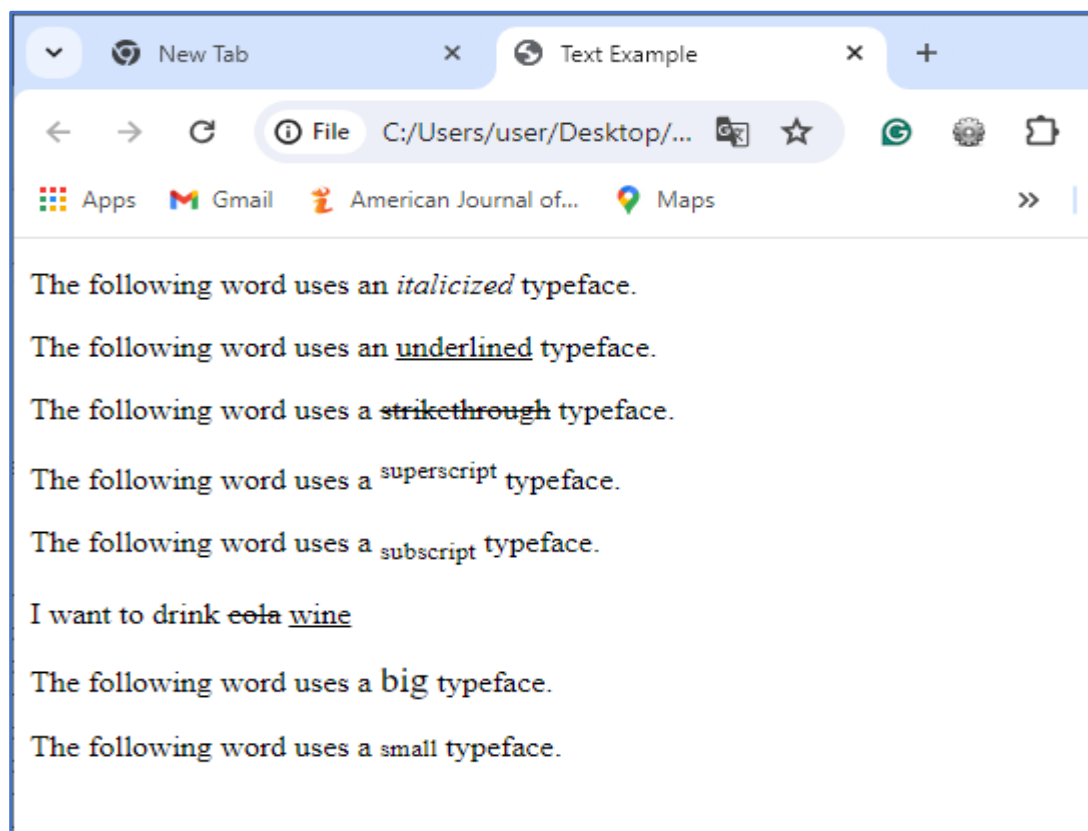 New Tab
Text Example
File C:/Users/user/Desktop/...
Apps Gmail American Journal of... Maps
The following word uses an italicized typeface.
The following word uses an underlined typeface.
The following word uses a strikethrough typeface.
The following word uses a superscript typeface.
The following word uses a subscript typeface.
I want to drink cola wine
The following word uses a big typeface.
The following word uses a small typeface.